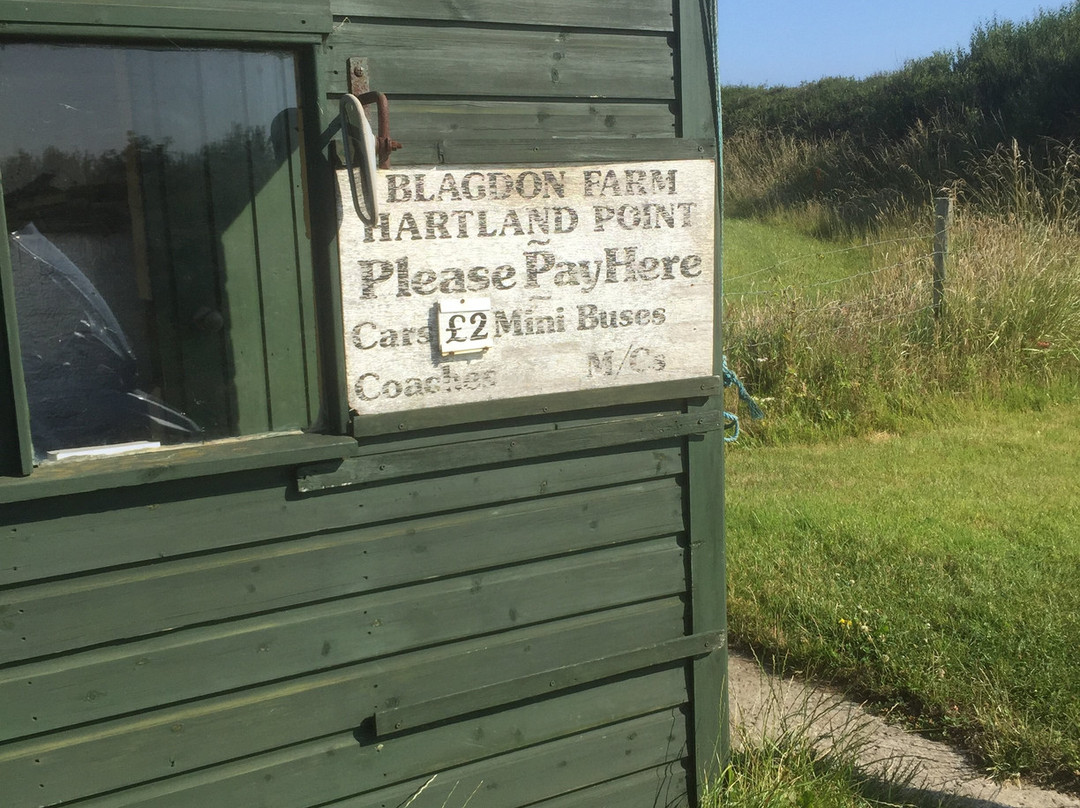 BLAGDON FARM
HARTLAND POINT
~
Please Pay Here
~
Cars £2 Mini Buses
Coaches M/Cs